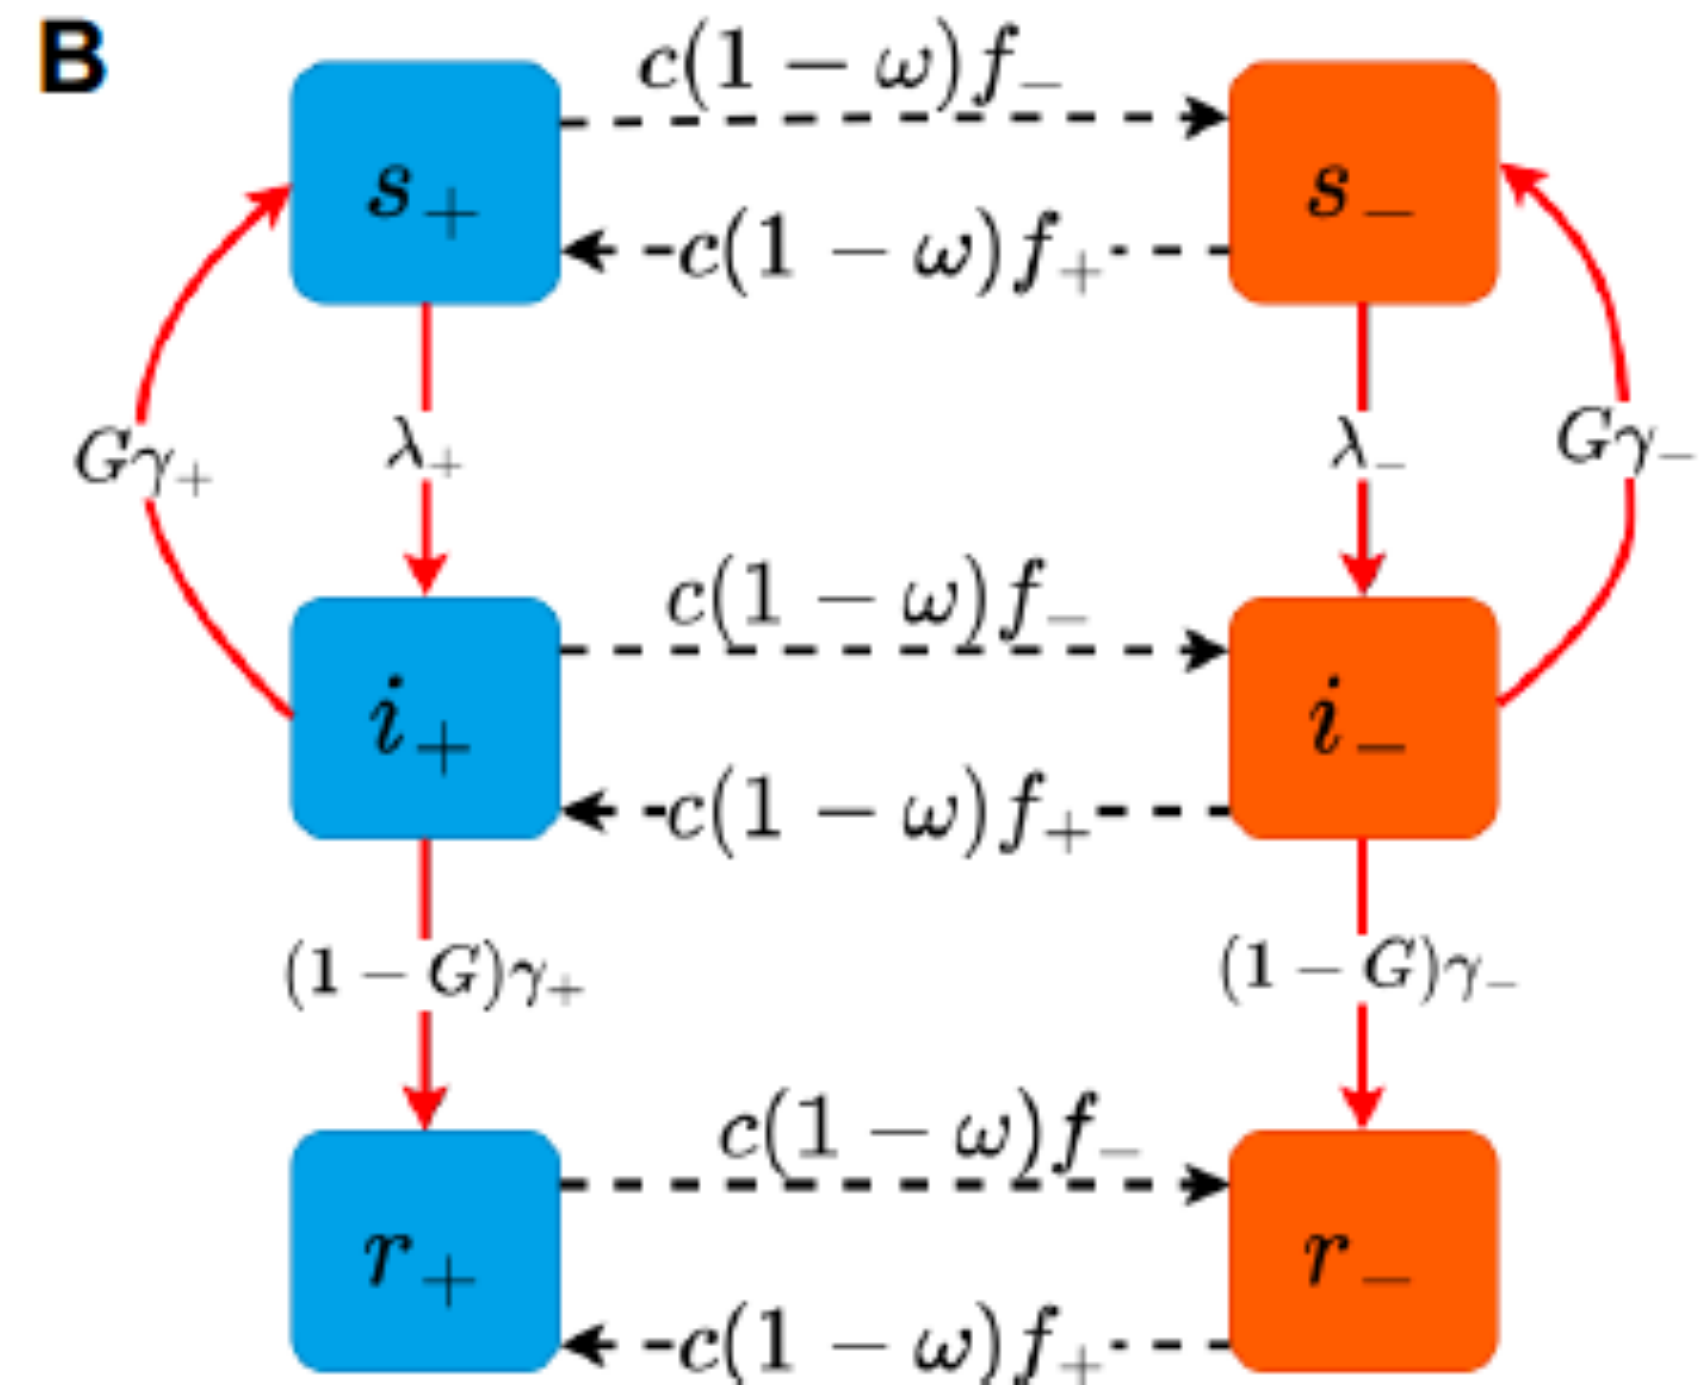 B
c(1 − ω)f₋
s₊
s₋
c(1 − ω)f₊
Gγ₊
λ₊
λ₋
Gγ₋
c(1 − ω)f₋
i₊
i₋
c(1 − ω)f₊
(1 − G)γ₊
(1 − G)γ₋
c(1 − ω)f₋
r₊
r₋
c(1 − ω)f₊